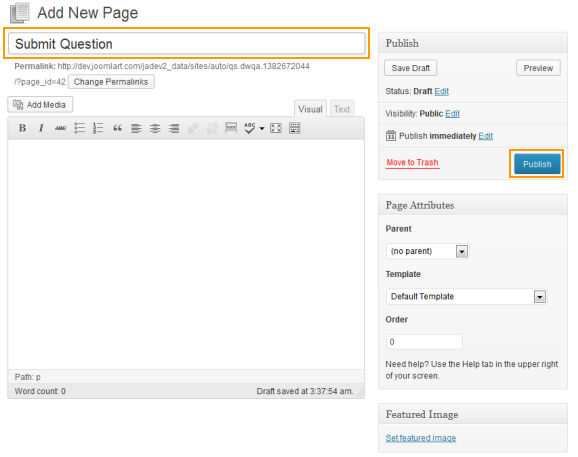 Add New Page
Submit Question
Permalink: http://dev.joomlart.com/jadev2_data/sites/auto/qs.dwqa.1382672044
/?page_id=42 Change Permalinks
Add Media
Visual Text
B I ABC “ ABC
Path: p
Word count: 0 Draft saved at 3:37:54 am.
Publish
Save Draft Preview
Status: Draft Edit
Visibility: Public Edit
Publish immediately Edit
Move to Trash Publish
Page Attributes
Parent
(no parent)
Template
Default Template
Order
0
Need help? Use the Help tab in the upper right
of your screen.
Featured Image
Set featured image